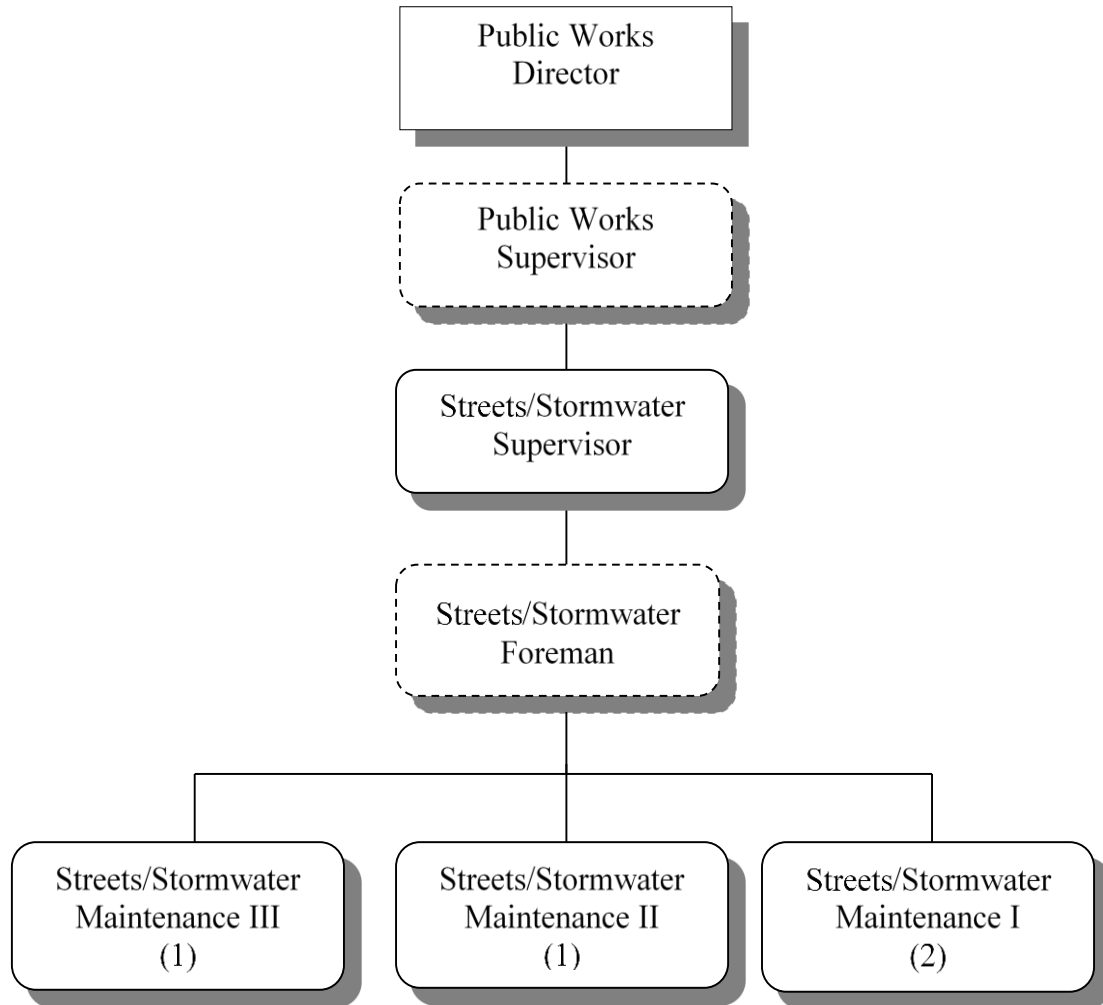 Public Works
Director
Public Works
Supervisor
Streets/Stormwater
Supervisor
Streets/Stormwater
Foreman
Streets/Stormwater
Maintenance III
(1)
Streets/Stormwater
Maintenance II
(1)
Streets/Stormwater
Maintenance I
(2)